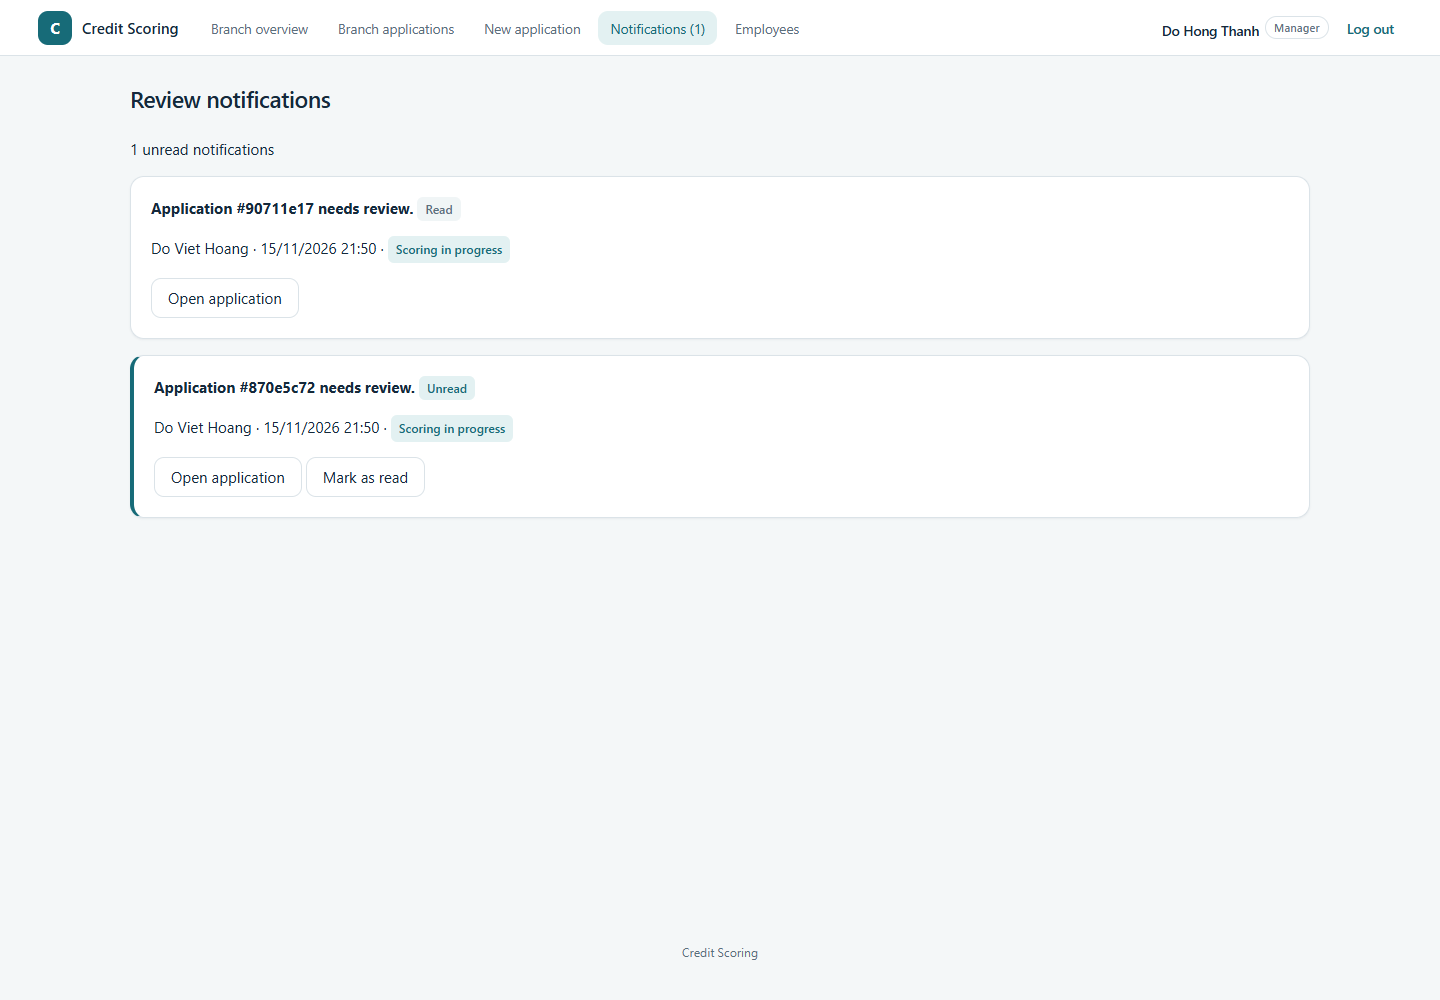 C Credit Scoring Branch overview Branch applications New application Notifications (1) Employees Do Hong Thanh Manager Log out
Review notifications
1 unread notifications
Application #90711e17 needs review. Read
Do Viet Hoang · 15/11/2026 21:50 · Scoring in progress
Open application
Application #870e5c72 needs review. Unread
Do Viet Hoang · 15/11/2026 21:50 · Scoring in progress
Open application Mark as read
Credit Scoring